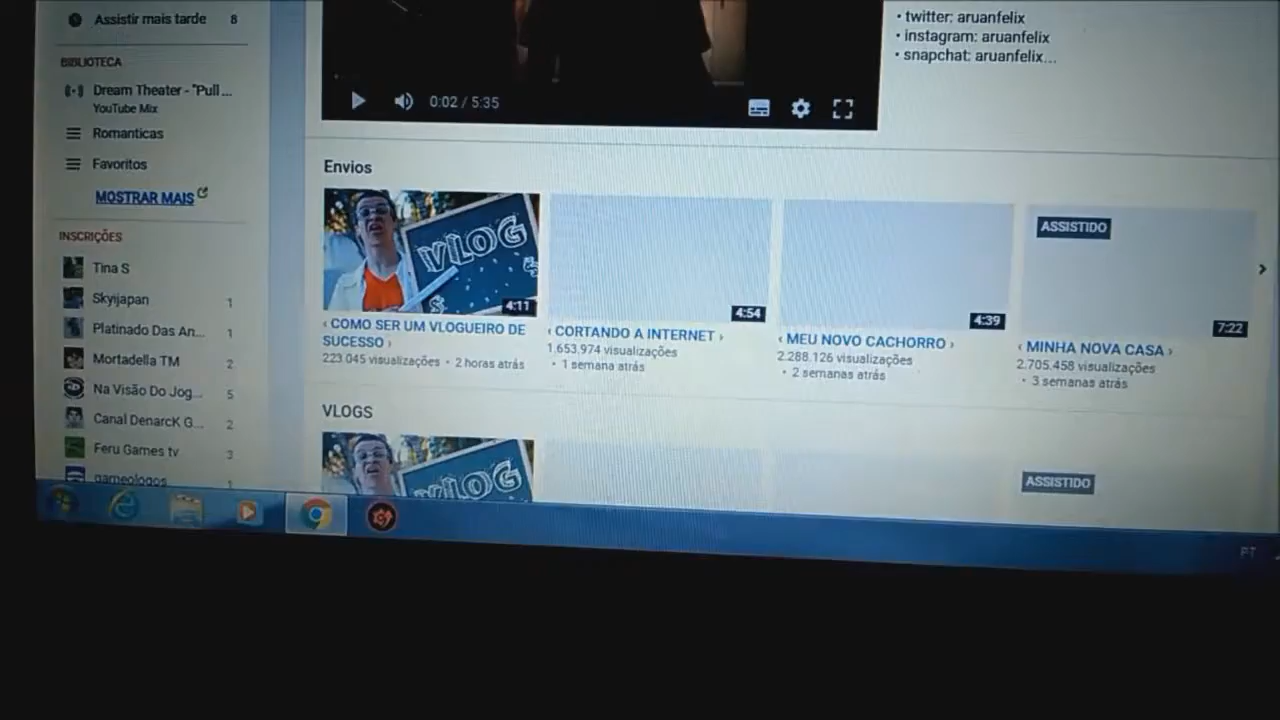 Assistir mais tarde 8
BIBLIOTECA
Dream Theater - "Pull ...
YouTube Mix
Romanticas
Favoritos
MOSTRAR MAIS
INSCRIÇÕES
Tina S
Skyijapan 1
Platinado Das An... 1
Mortadella TM 2
Na Visão Do Jog... 5
Canal DenarcK G... 2
Feru Games tv 3
gameologos 1
• twitter: aruanfelix
• instagram: aruanfelix
• snapchat: aruanfelix...
0:02 / 5:35
Envios
VLOG
4:11
‹ COMO SER UM VLOGUEIRO DE
SUCESSO ›
223.045 visualizações • 2 horas atrás
4:54
‹ CORTANDO A INTERNET ›
1.653.974 visualizações
• 1 semana atrás
4:39
‹ MEU NOVO CACHORRO ›
2.288.126 visualizações
• 2 semanas atrás
ASSISTIDO
7:22
‹ MINHA NOVA CASA ›
2.705.458 visualizações
• 3 semanas atrás
VLOGS
VLOG
ASSISTIDO
PT